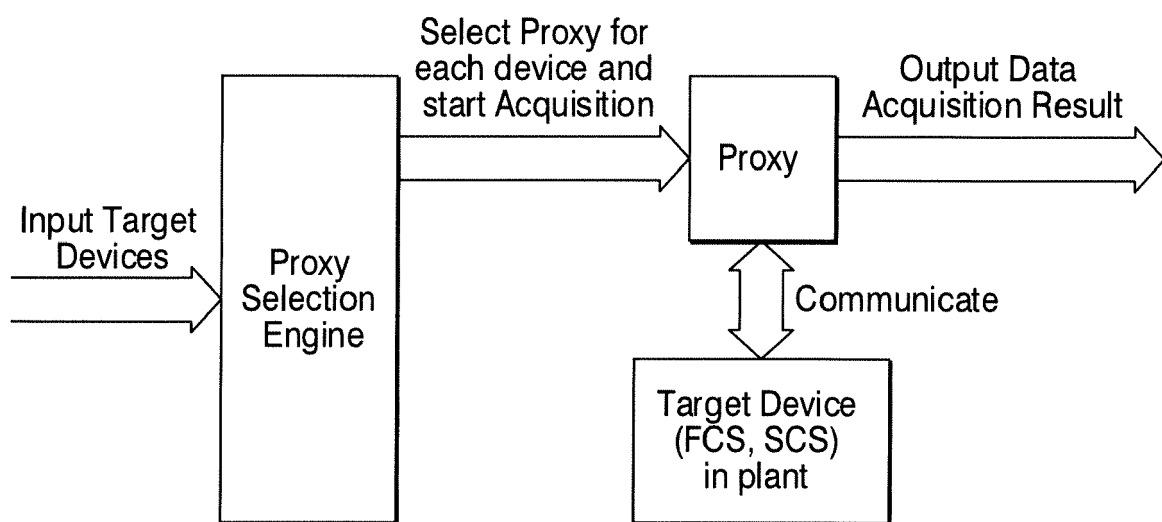 Input Target
Devices
Proxy
Selection
Engine
Select Proxy for
each device and
start Acquisition
Proxy
Output Data
Acquisition Result
Communicate
Target Device
(FCS, SCS)
in plant